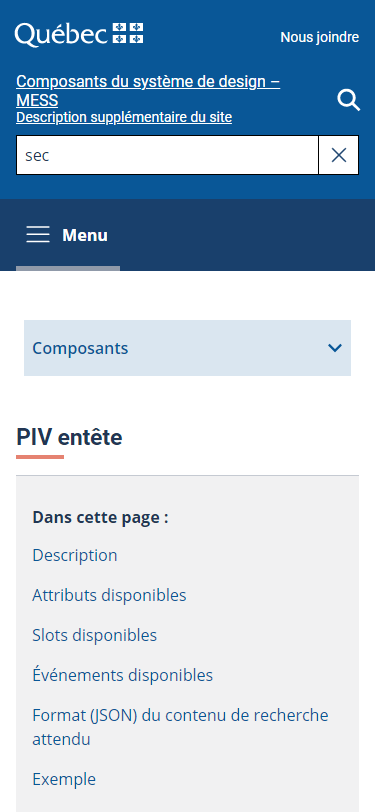 Québec
Nous joindre
Composants du système de design –
MESS
Description supplémentaire du site
sec
Menu
Composants
PIV entête
Dans cette page :
Description
Attributs disponibles
Slots disponibles
Événements disponibles
Format (JSON) du contenu de recherche
attendu
Exemple